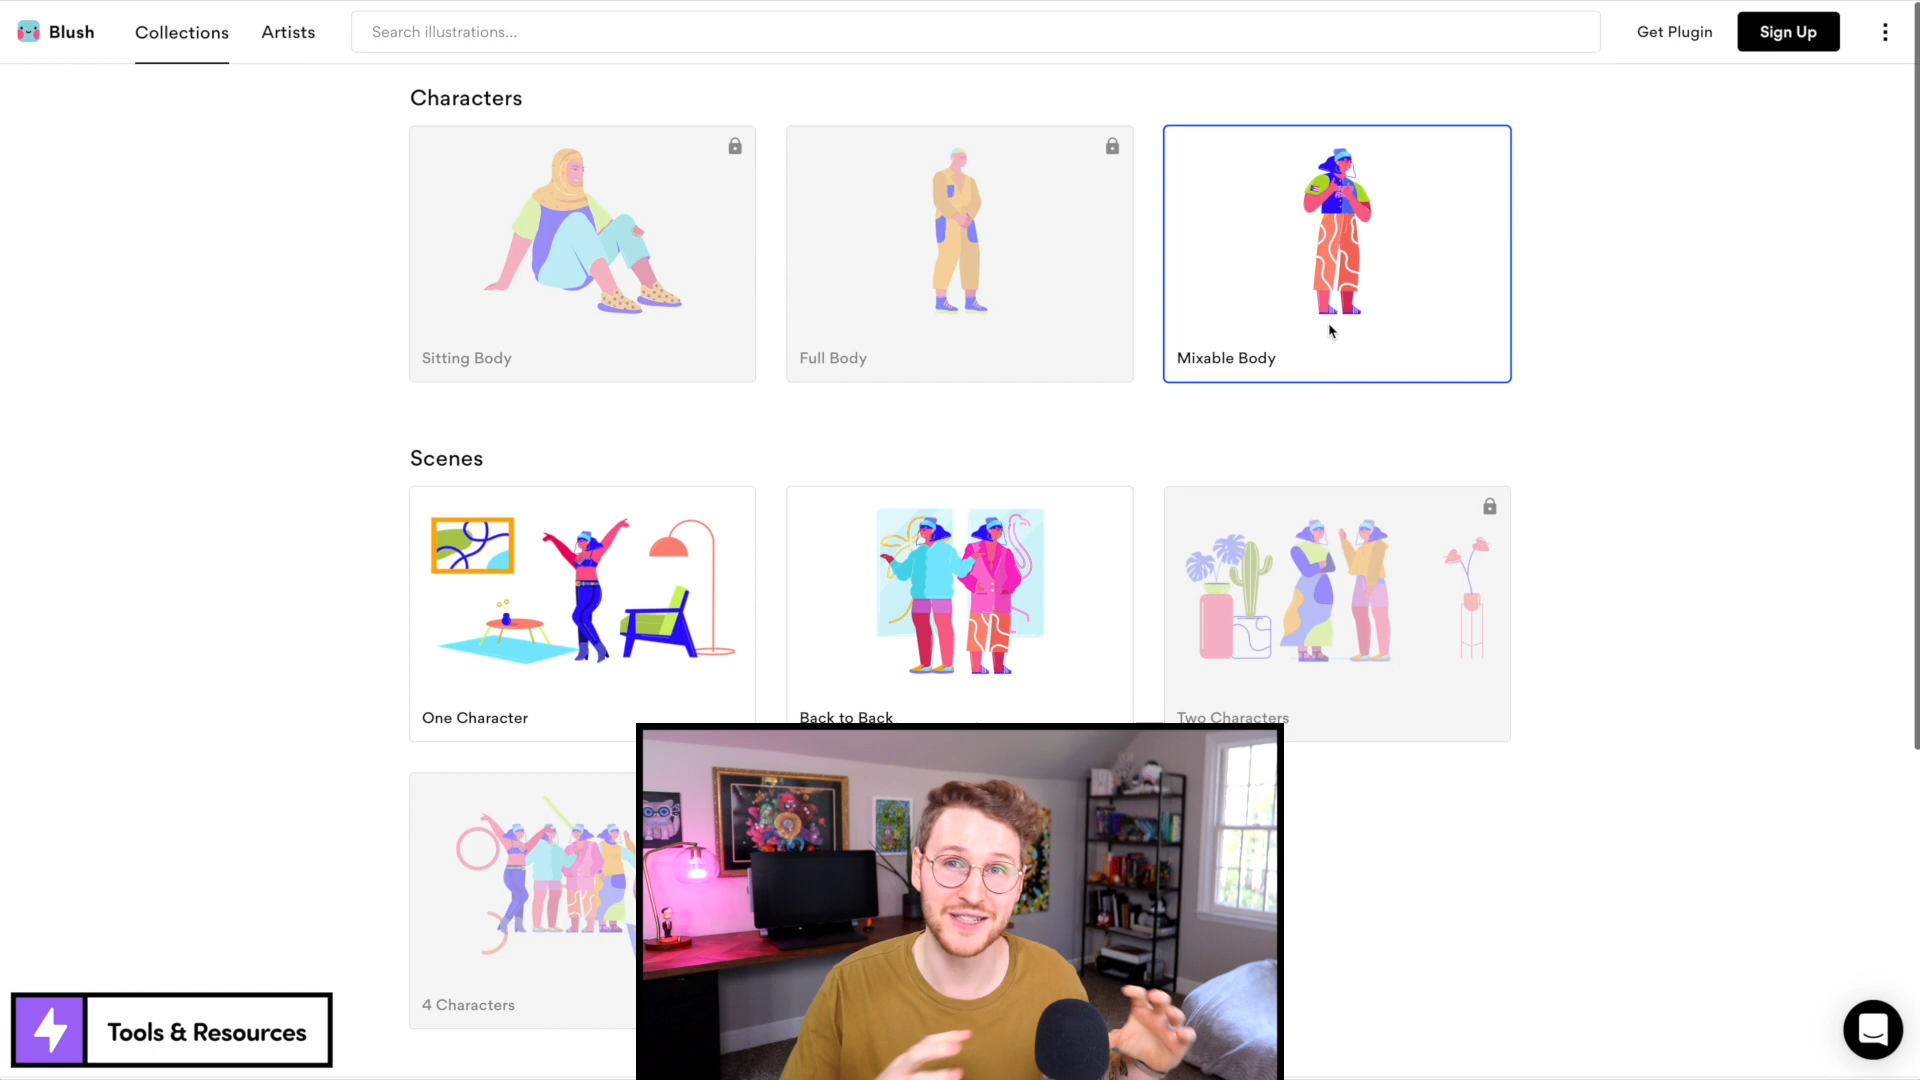 Blush
Collections
Artists
Search illustrations...
Get Plugin
Sign Up
Characters
Sitting Body
Full Body
Mixable Body
Scenes
One Character
Back to Back
Two Characters
4 Characters
Tools & Resources